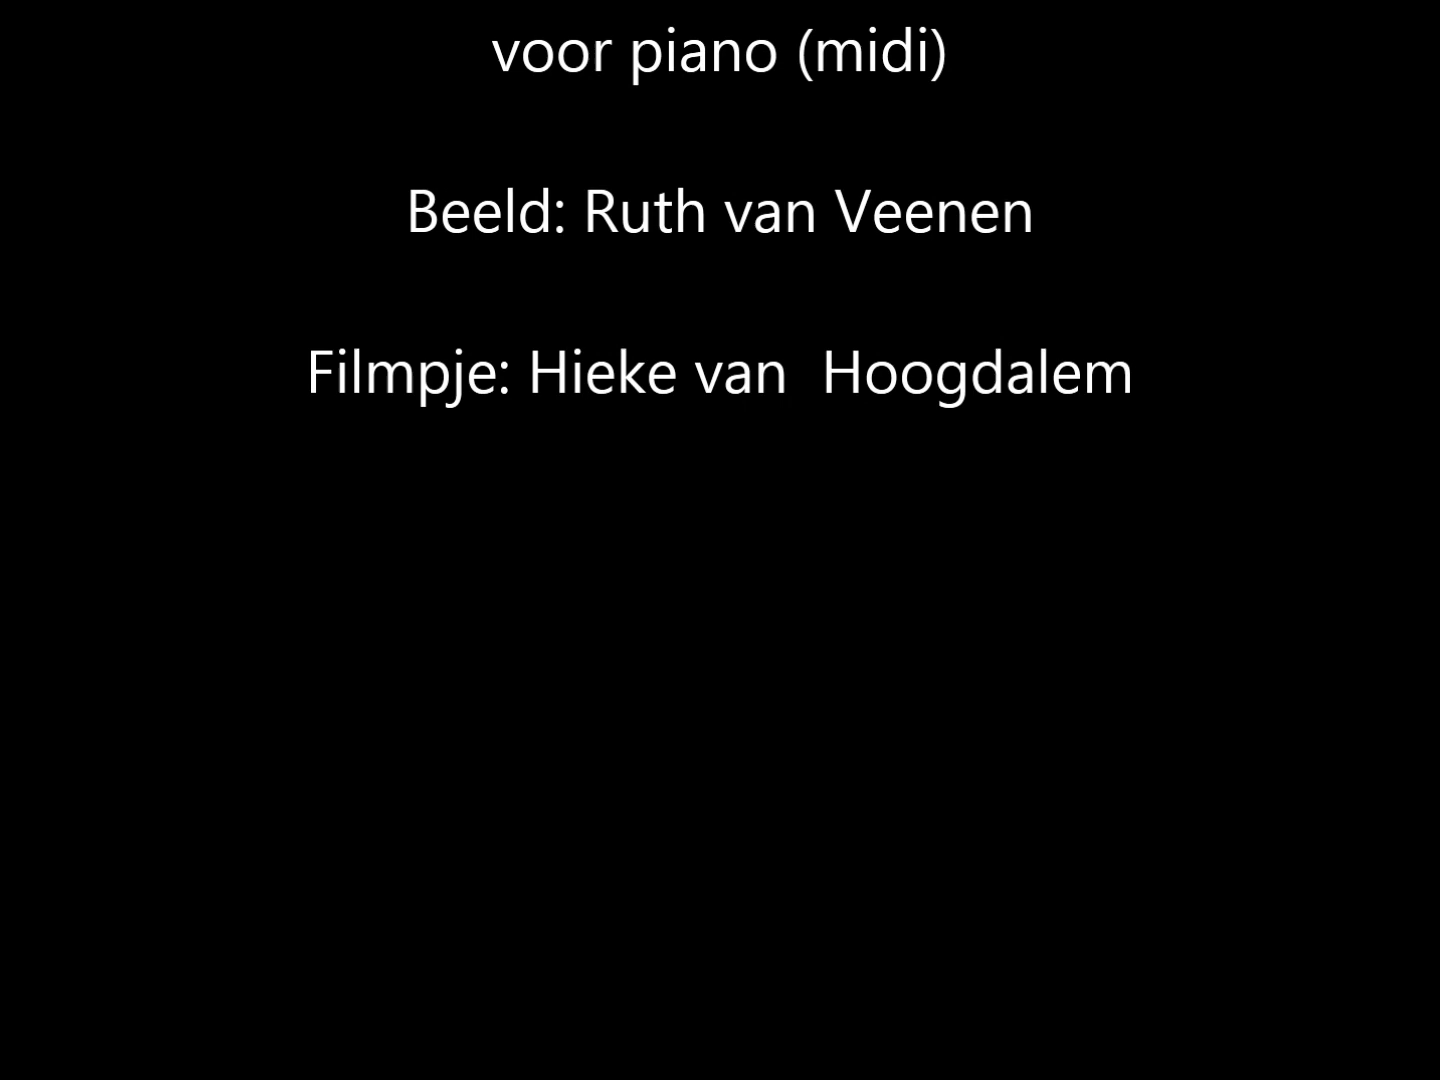 voor piano (midi)
Beeld: Ruth van Veenen
Filmpje: Hieke van  Hoogdalem